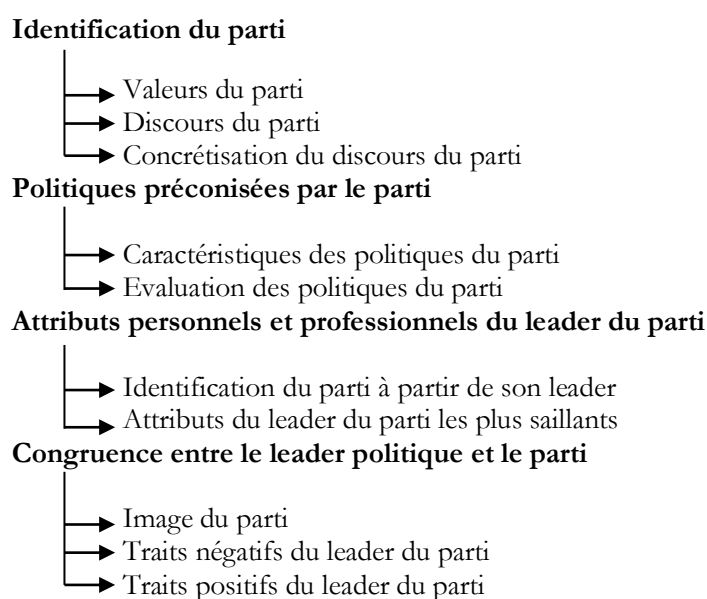 Identification du parti
Valeurs du parti
Discours du parti
Concrétisation du discours du parti
Politiques préconisées par le parti
Caractéristiques des politiques du parti
Evaluation des politiques du parti
Attributs personnels et professionnels du leader du parti
Identification du parti à partir de son leader
Attributs du leader du parti les plus saillants
Congruence entre le leader politique et le parti
Image du parti
Traits négatifs du leader du parti
Traits positifs du leader du parti